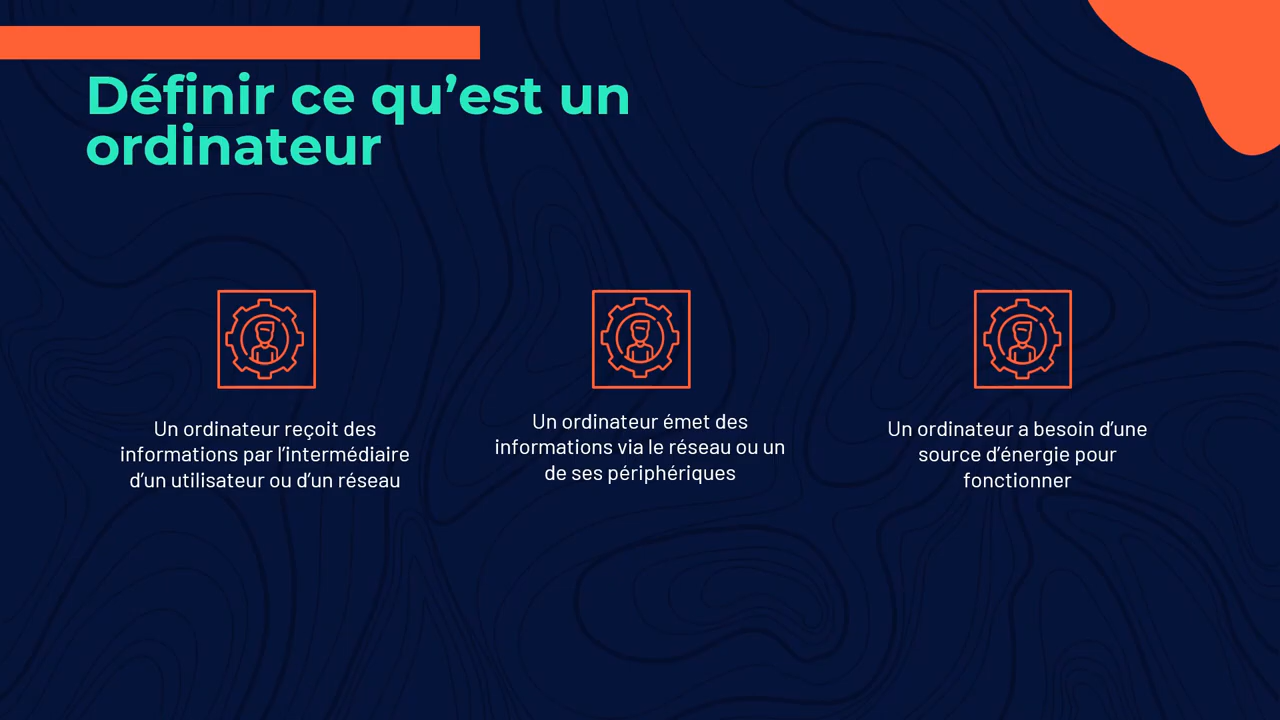 Définir ce qu’est un
ordinateur
Un ordinateur reçoit des
informations par l’intermédiaire
d’un utilisateur ou d’un réseau
Un ordinateur émet des
informations via le réseau ou un
de ses périphériques
Un ordinateur a besoin d’une
source d’énergie pour
fonctionner